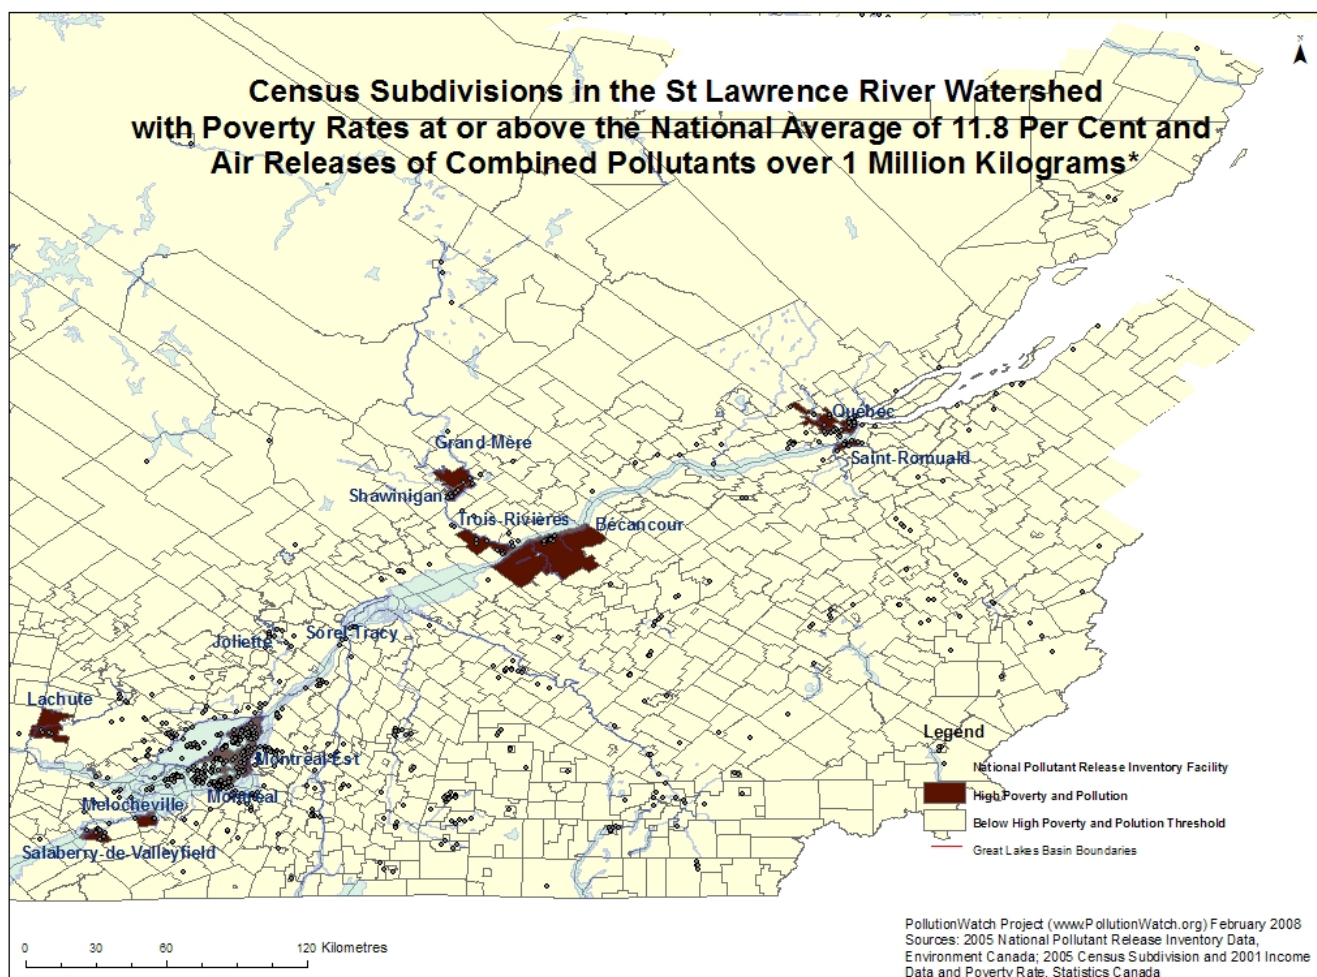 Census Subdivisions in the St Lawrence River Watershed
with Poverty Rates at or above the National Average of 11.8 Per Cent and
Air Releases of Combined Pollutants over 1 Million Kilograms*
N
Québec
Saint-Romuald
Grand-Mère
Shawinigan
Trois-Rivières
Bécancour
Sorel-Tracy
Joliette
Lachute
Montréal-Est
Montréal
Melocheville
Salaberry-de-Valleyfield
Legend
National Pollutant Release Inventory Facility
High Poverty and Pollution
Below High Poverty and Polution Threshold
Great Lakes Basin Boundaries
0 30 60 120 Kilometres
PollutionWatch Project (www.PollutionWatch.org) February 2008
Sources: 2005 National Pollutant Release Inventory Data,
Environment Canada; 2005 Census Subdivision and 2001 Income
Data and Poverty Rate, Statistics Canada